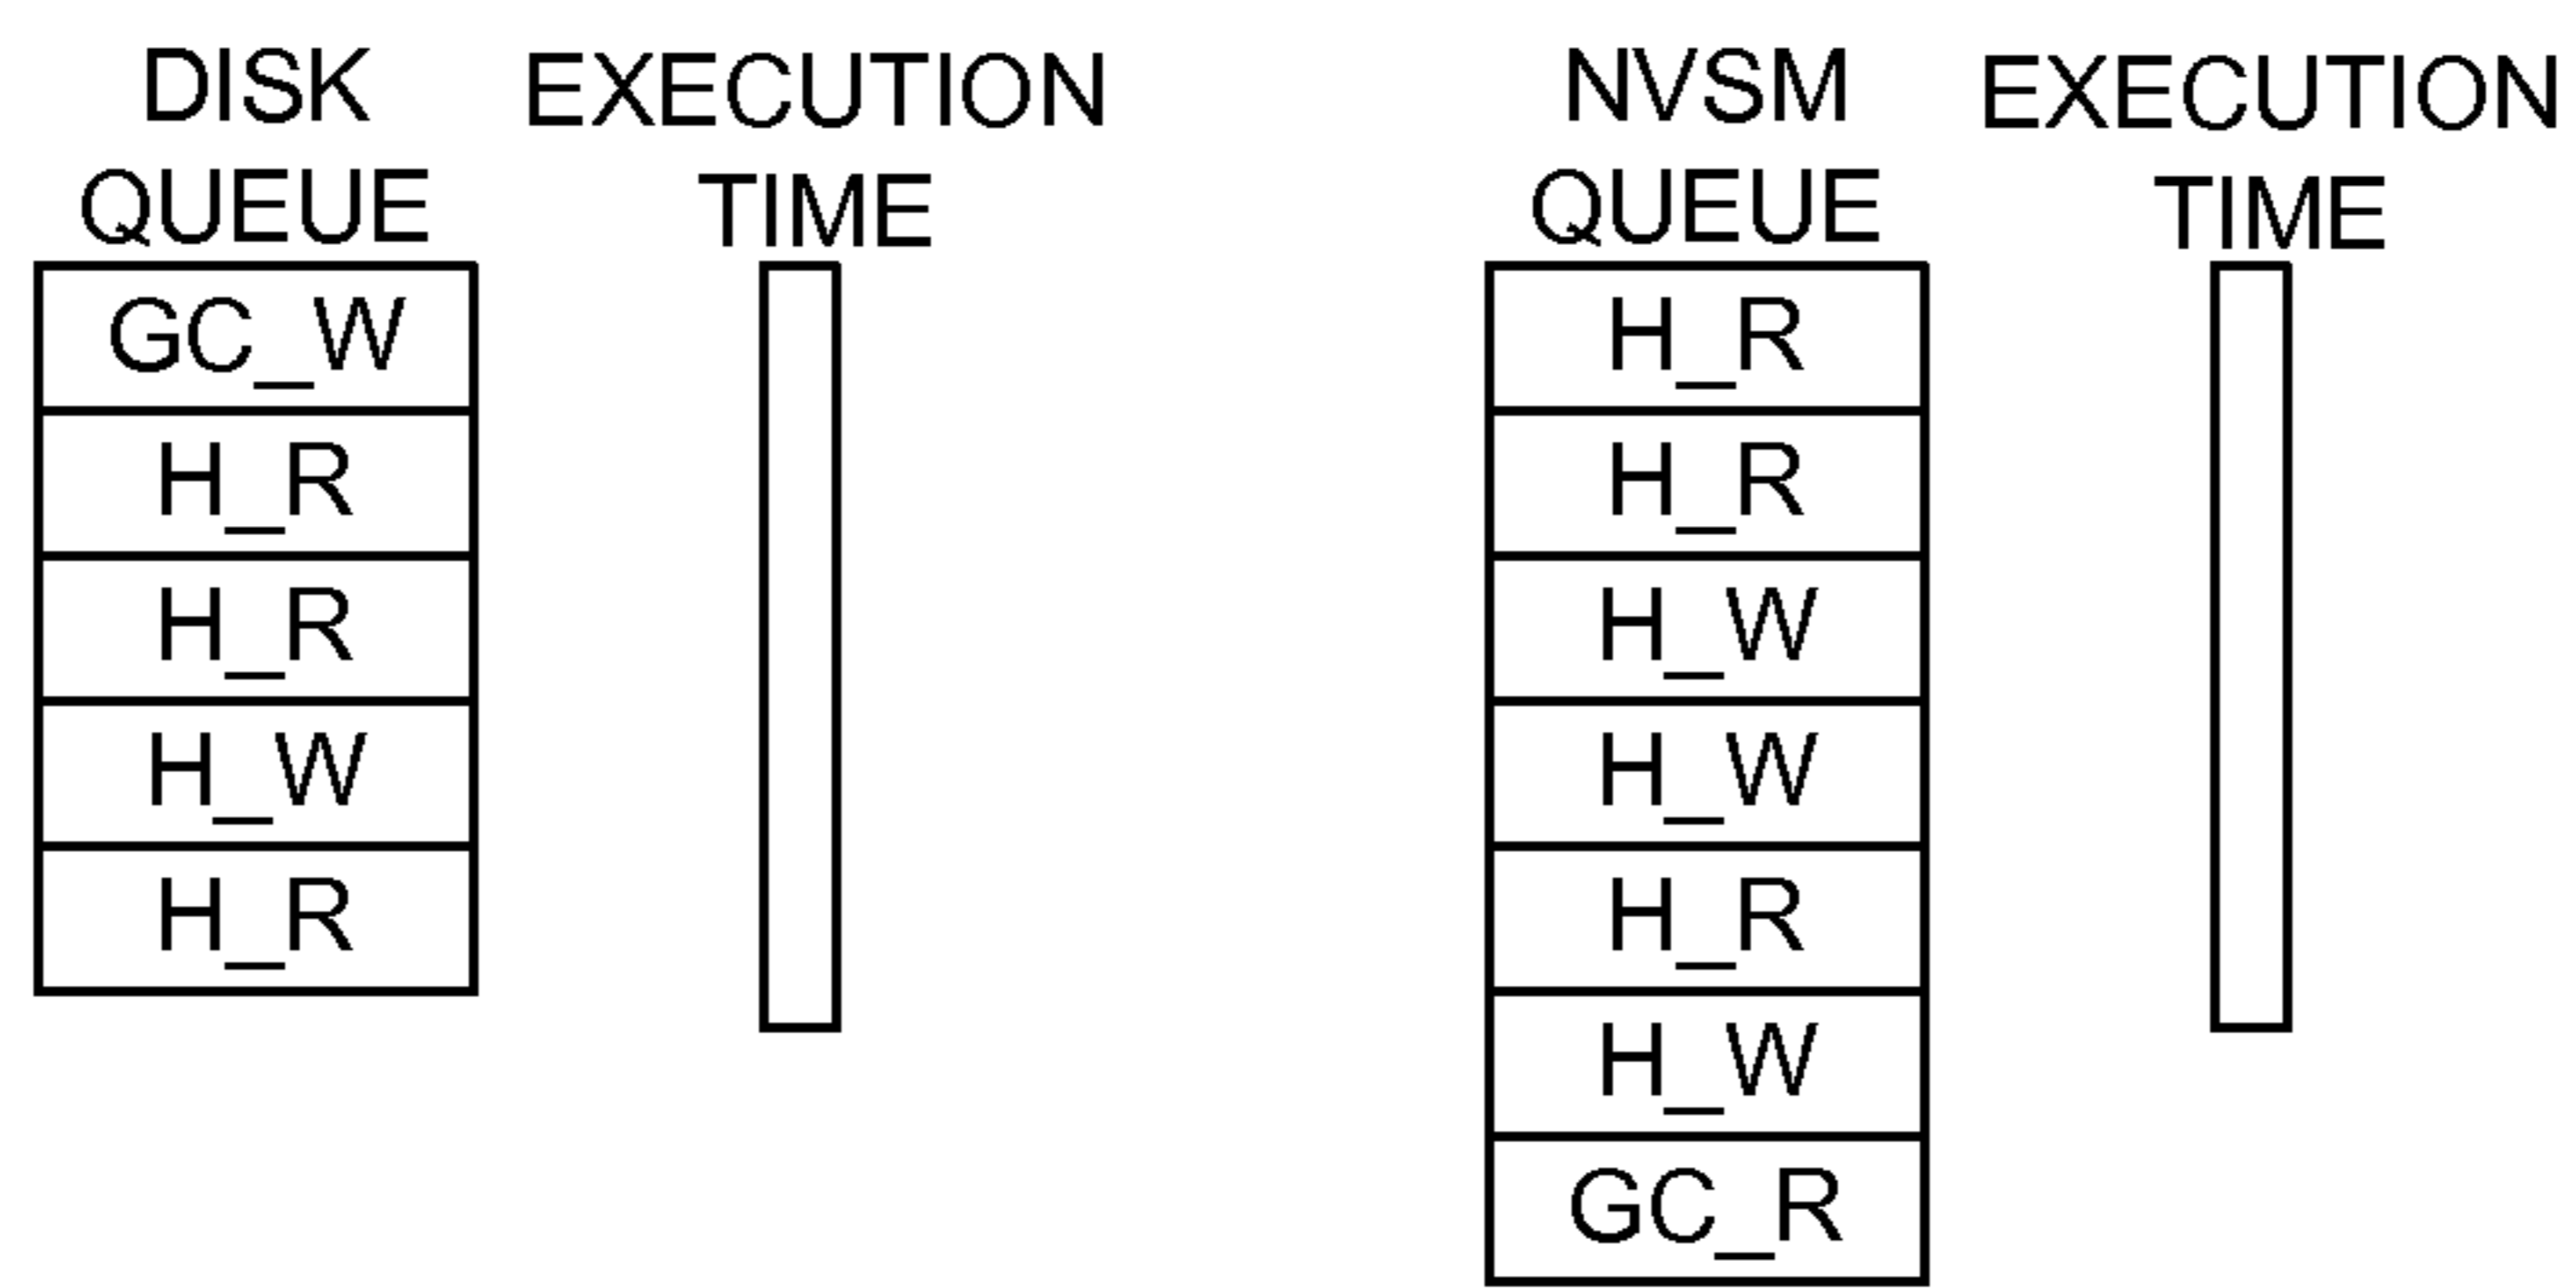 DISK
QUEUE
EXECUTION
TIME
GC_W
H_R
H_R
H_W
H_R
NVSM
QUEUE
EXECUTION
TIME
H_R
H_R
H_W
H_W
H_R
H_W
GC_R